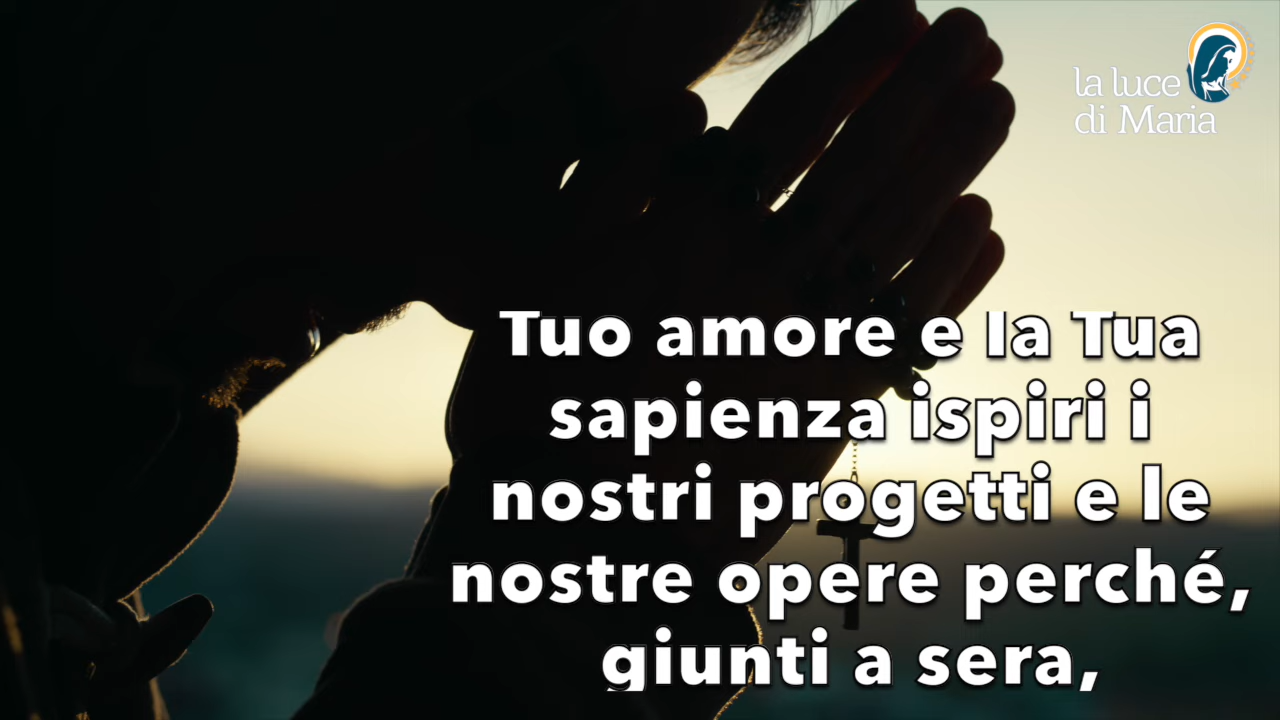 la luce
di Maria
Tuo amore e la Tua
sapienza ispiri i
nostri progetti e le
nostre opere perché,
giunti a sera,